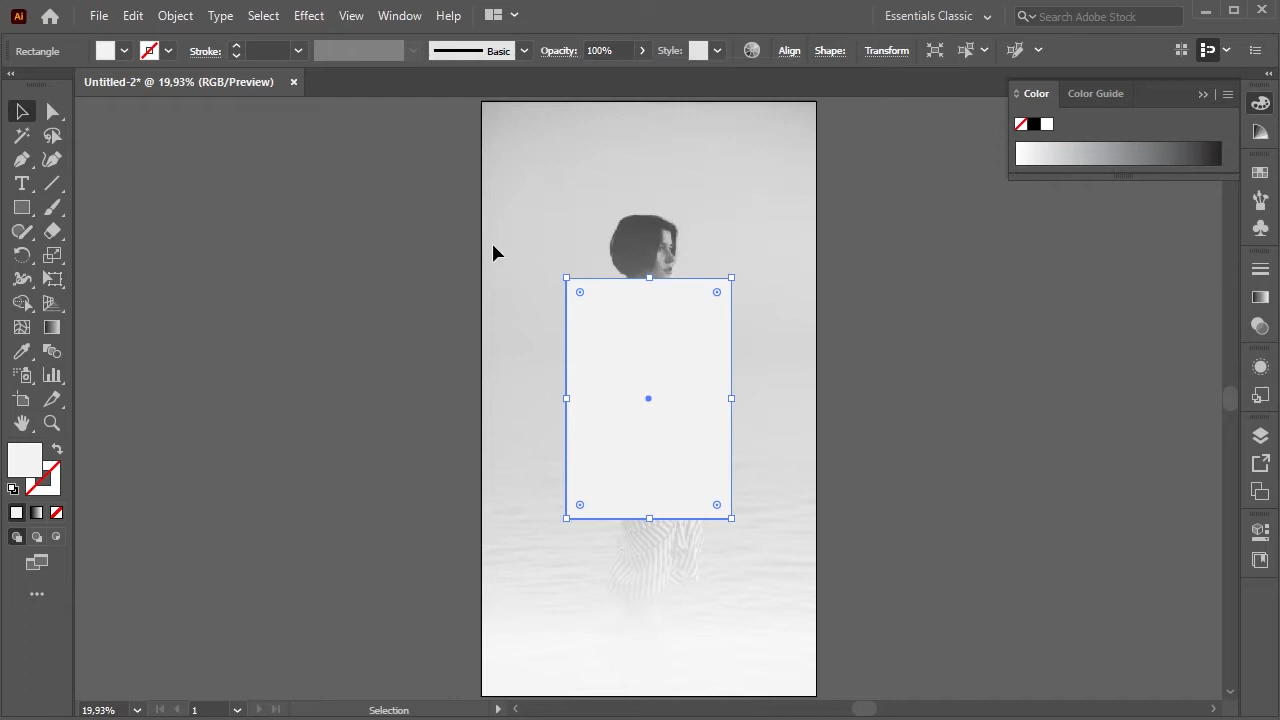 Ai File Edit Object Type Select Effect View Window Help Essentials Classic Search Adobe Stock
Rectangle Stroke: Basic Opacity: 100% Style: Align Shape: Transform
Untitled-2* @ 19,93% (RGB/Preview) ×
Color Color Guide
19,93% 1 Selection